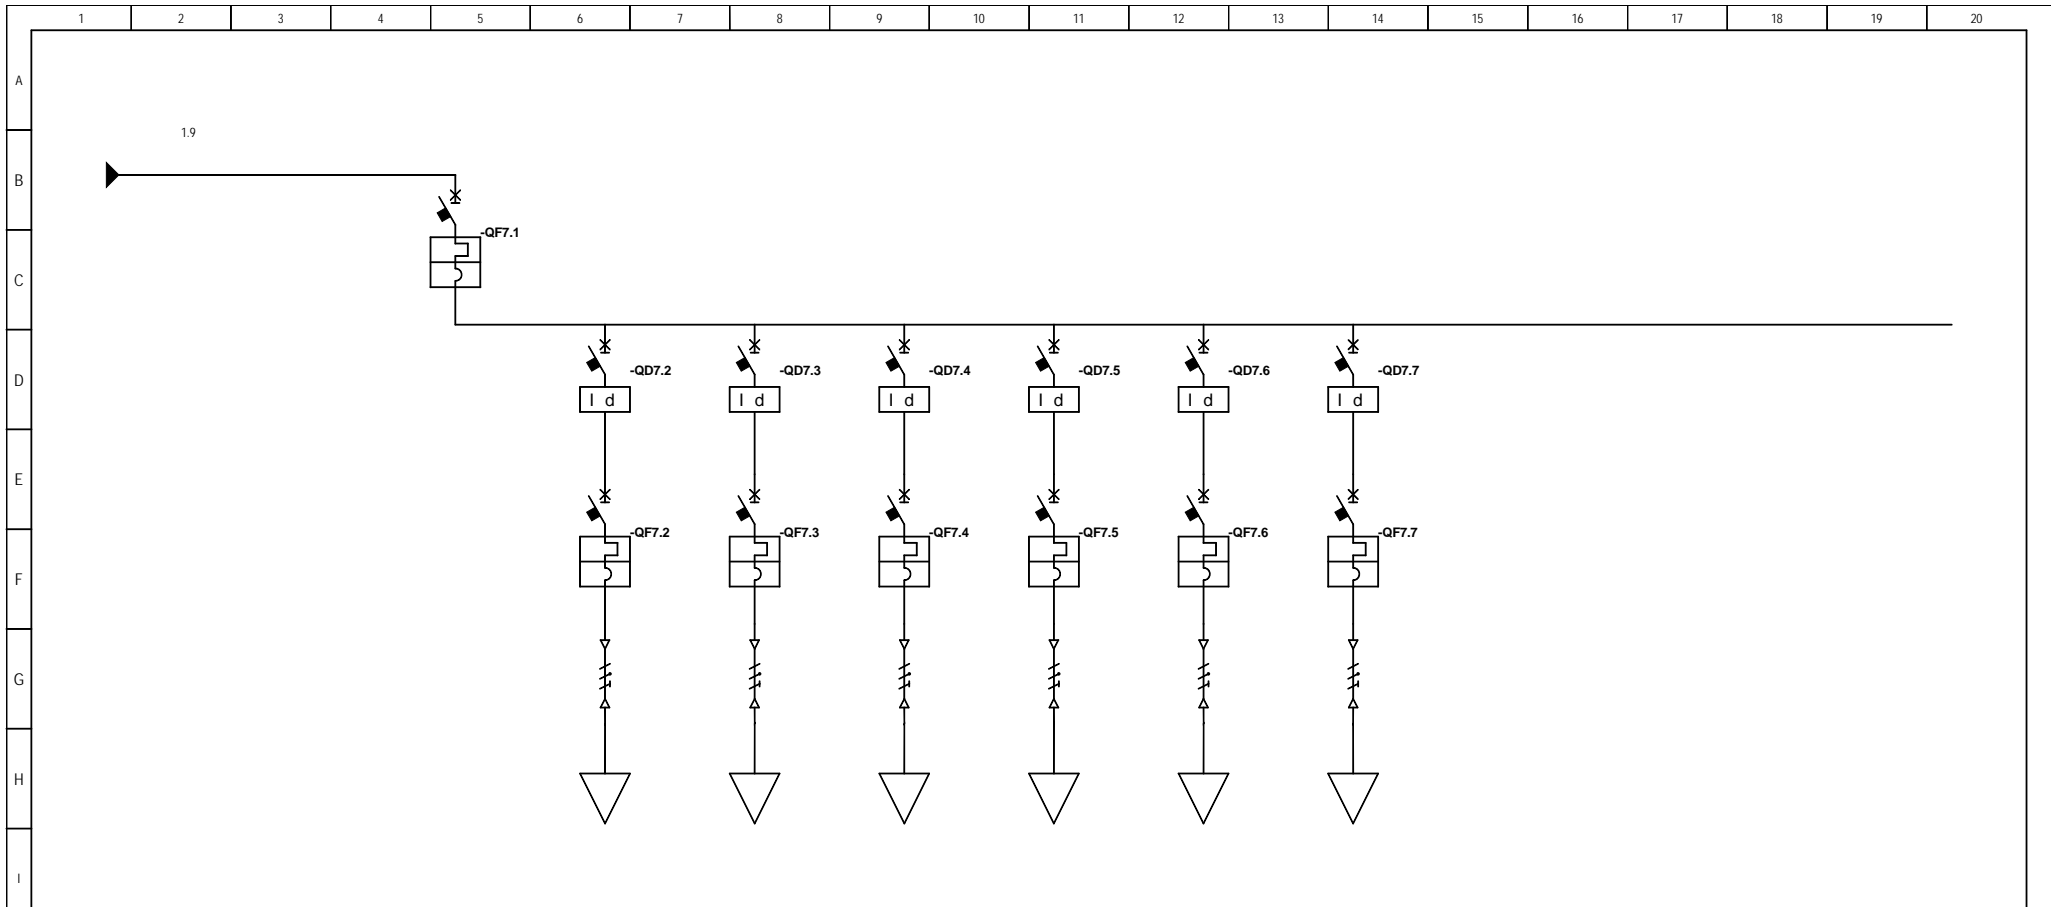 1 2 3 4 5 6 7 8 9 10 11 12 13 14 15 16 17 18 19 20
A
1.9
B
-QF7.1
C
-QD7.2 -QD7.3 -QD7.4 -QD7.5 -QD7.6 -QD7.7
D
I d I d I d I d I d I d
E
-QF7.2 -QF7.3 -QF7.4 -QF7.5 -QF7.6 -QF7.7
F
G
H
I